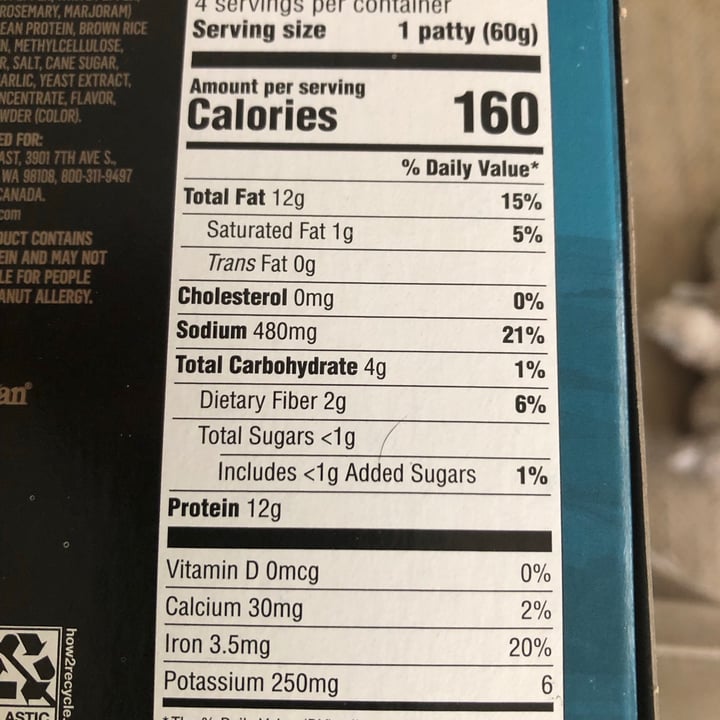 ROSEMARY, MARJORAM)
EAN PROTEIN, BROWN RICE
N, METHYLCELLULOSE,
R, SALT, CANE SUGAR,
ARLIC, YEAST EXTRACT,
NCENTRATE, FLAVOR,
WDER (COLOR).
ED FOR:
AST, 3901 7TH AVE S.,
WA 98108, 800-311-9497
CANADA.
com
DUCT CONTAINS
EIN AND MAY NOT
LE FOR PEOPLE
ANUT ALLERGY.
an®
how2recycle.
ASTIC
4 servings per container
Serving size 1 patty (60g)
Amount per serving
Calories 160
% Daily Value*
Total Fat 12g 15%
Saturated Fat 1g 5%
Trans Fat 0g
Cholesterol 0mg 0%
Sodium 480mg 21%
Total Carbohydrate 4g 1%
Dietary Fiber 2g 6%
Total Sugars <1g
Includes <1g Added Sugars 1%
Protein 12g
Vitamin D 0mcg 0%
Calcium 30mg 2%
Iron 3.5mg 20%
Potassium 250mg 6